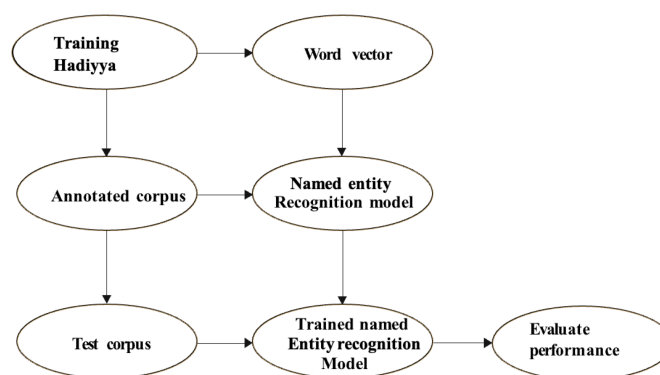 Training
Hadiyya
Word vector
Annotated corpus
Named entity
Recognition model
Test corpus
Trained named
Entity recognition
Model
Evaluate
performance